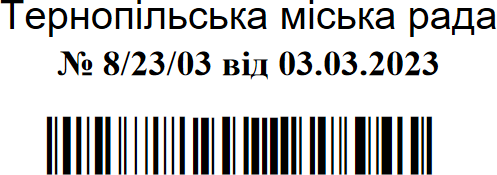 Тернопільська міська рада
№ 8/23/03 від 03.03.2023